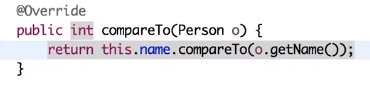 @Override
public int compareTo(Person o) {
return this.name.compareTo(o.getName());
}